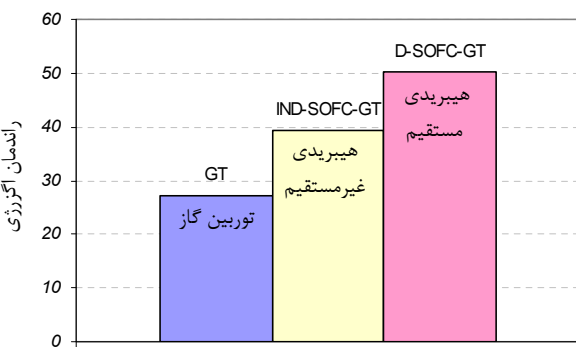 60
50
40
30
20
10
0
راندمان اگزرژی
GT
توربین گاز
IND-SOFC-GT
هیبریدی
غیرمستقیم
D-SOFC-GT
هیبریدی
مستقیم